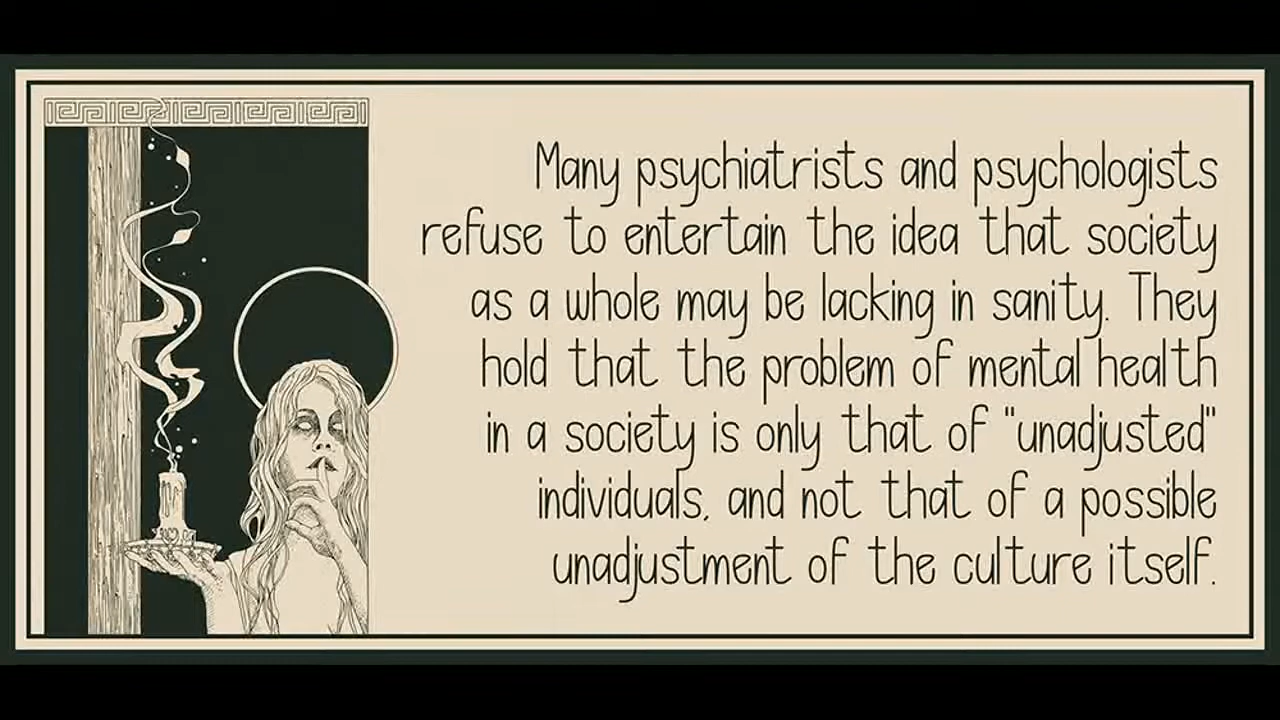 Many psychiatrists and psychologists
refuse to entertain the idea that society
as a whole may be lacking in sanity. They
hold that the problem of mental health
in a society is only that of "unadjusted"
individuals, and not that of a possible
unadjustment of the culture itself.